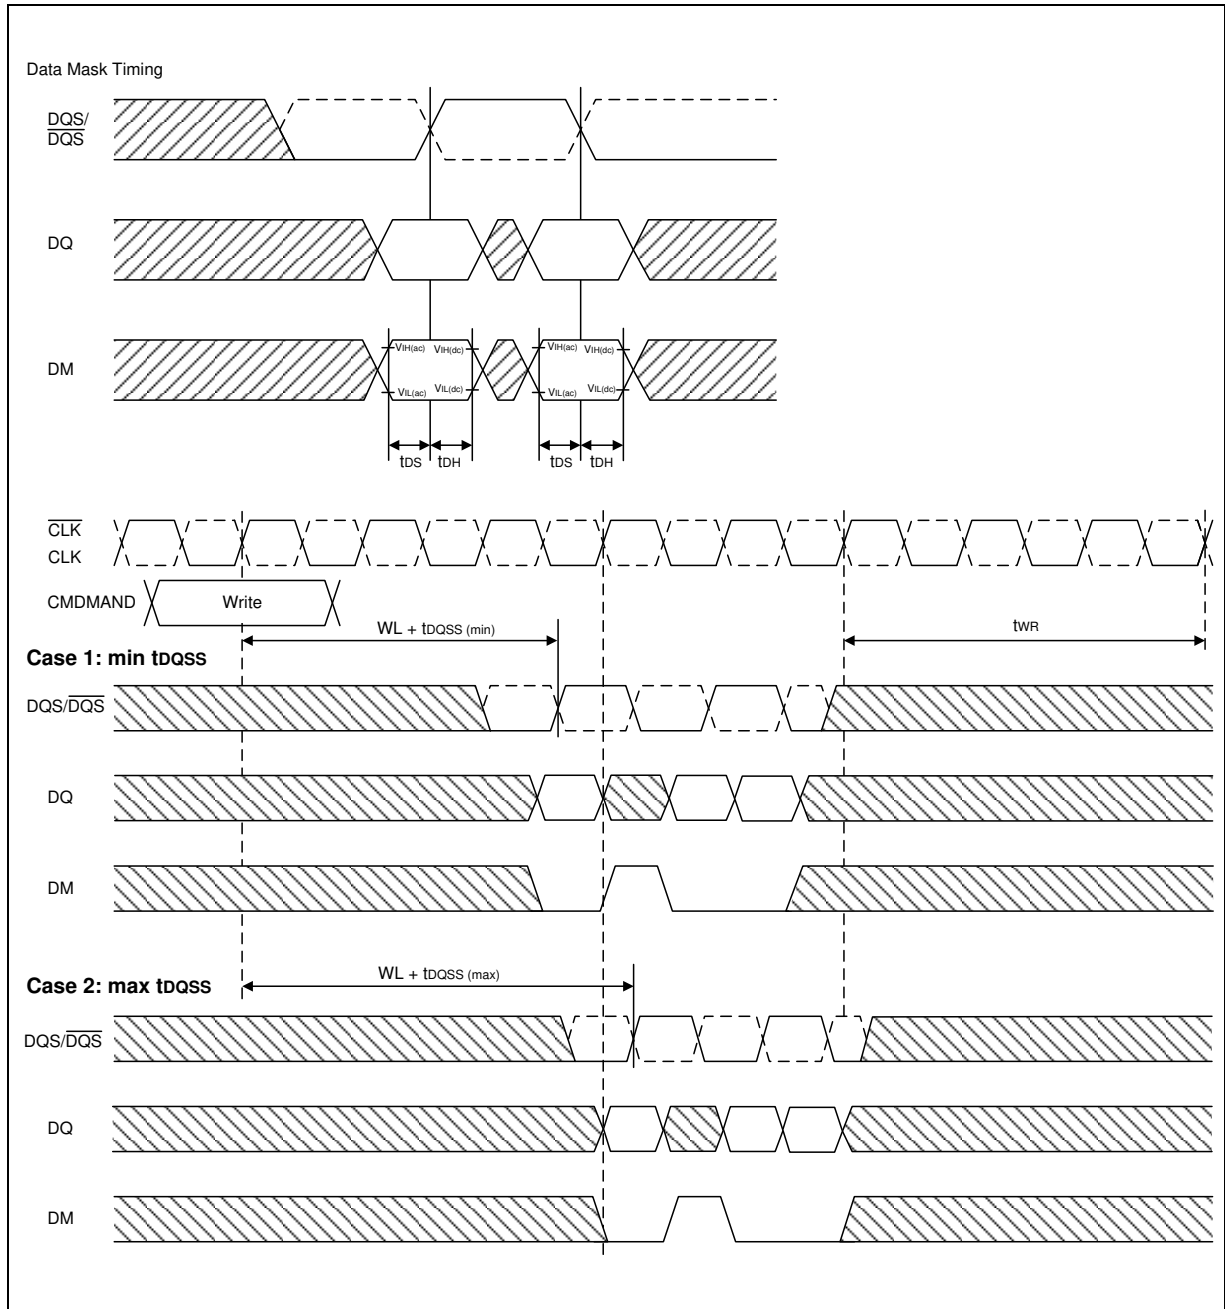 Data Mask Timing
DQS/
DQS
DQ
DM
VIH(ac) VIH(dc) VIH(ac) VIH(dc)
VIL(ac) VIL(dc) VIL(ac) VIL(dc)
tDS tDH tDS tDH
CLK
CLK
CMDMAND Write
WL + tDQSS (min) tWR
Case 1: min tDQSS
DQS/DQS
DQ
DM
WL + tDQSS (max)
Case 2: max tDQSS
DQS/DQS
DQ
DM